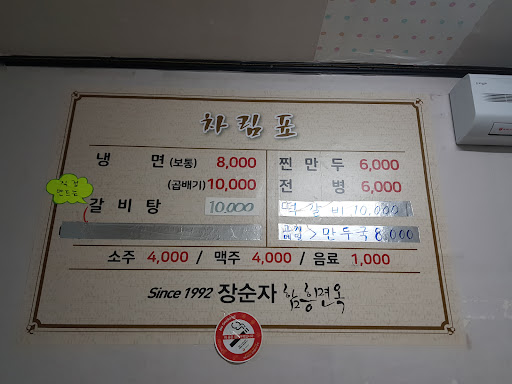 차림표
냉면(보통) 8,000
(곱배기) 10,000
갈비탕 10,000
찐만두 6,000
전병 6,000
떡갈비 10,000
> 만두국 8,000
소주 4,000 / 맥주 4,000 / 음료 1,000
Since 1992 장순자 함흥면옥